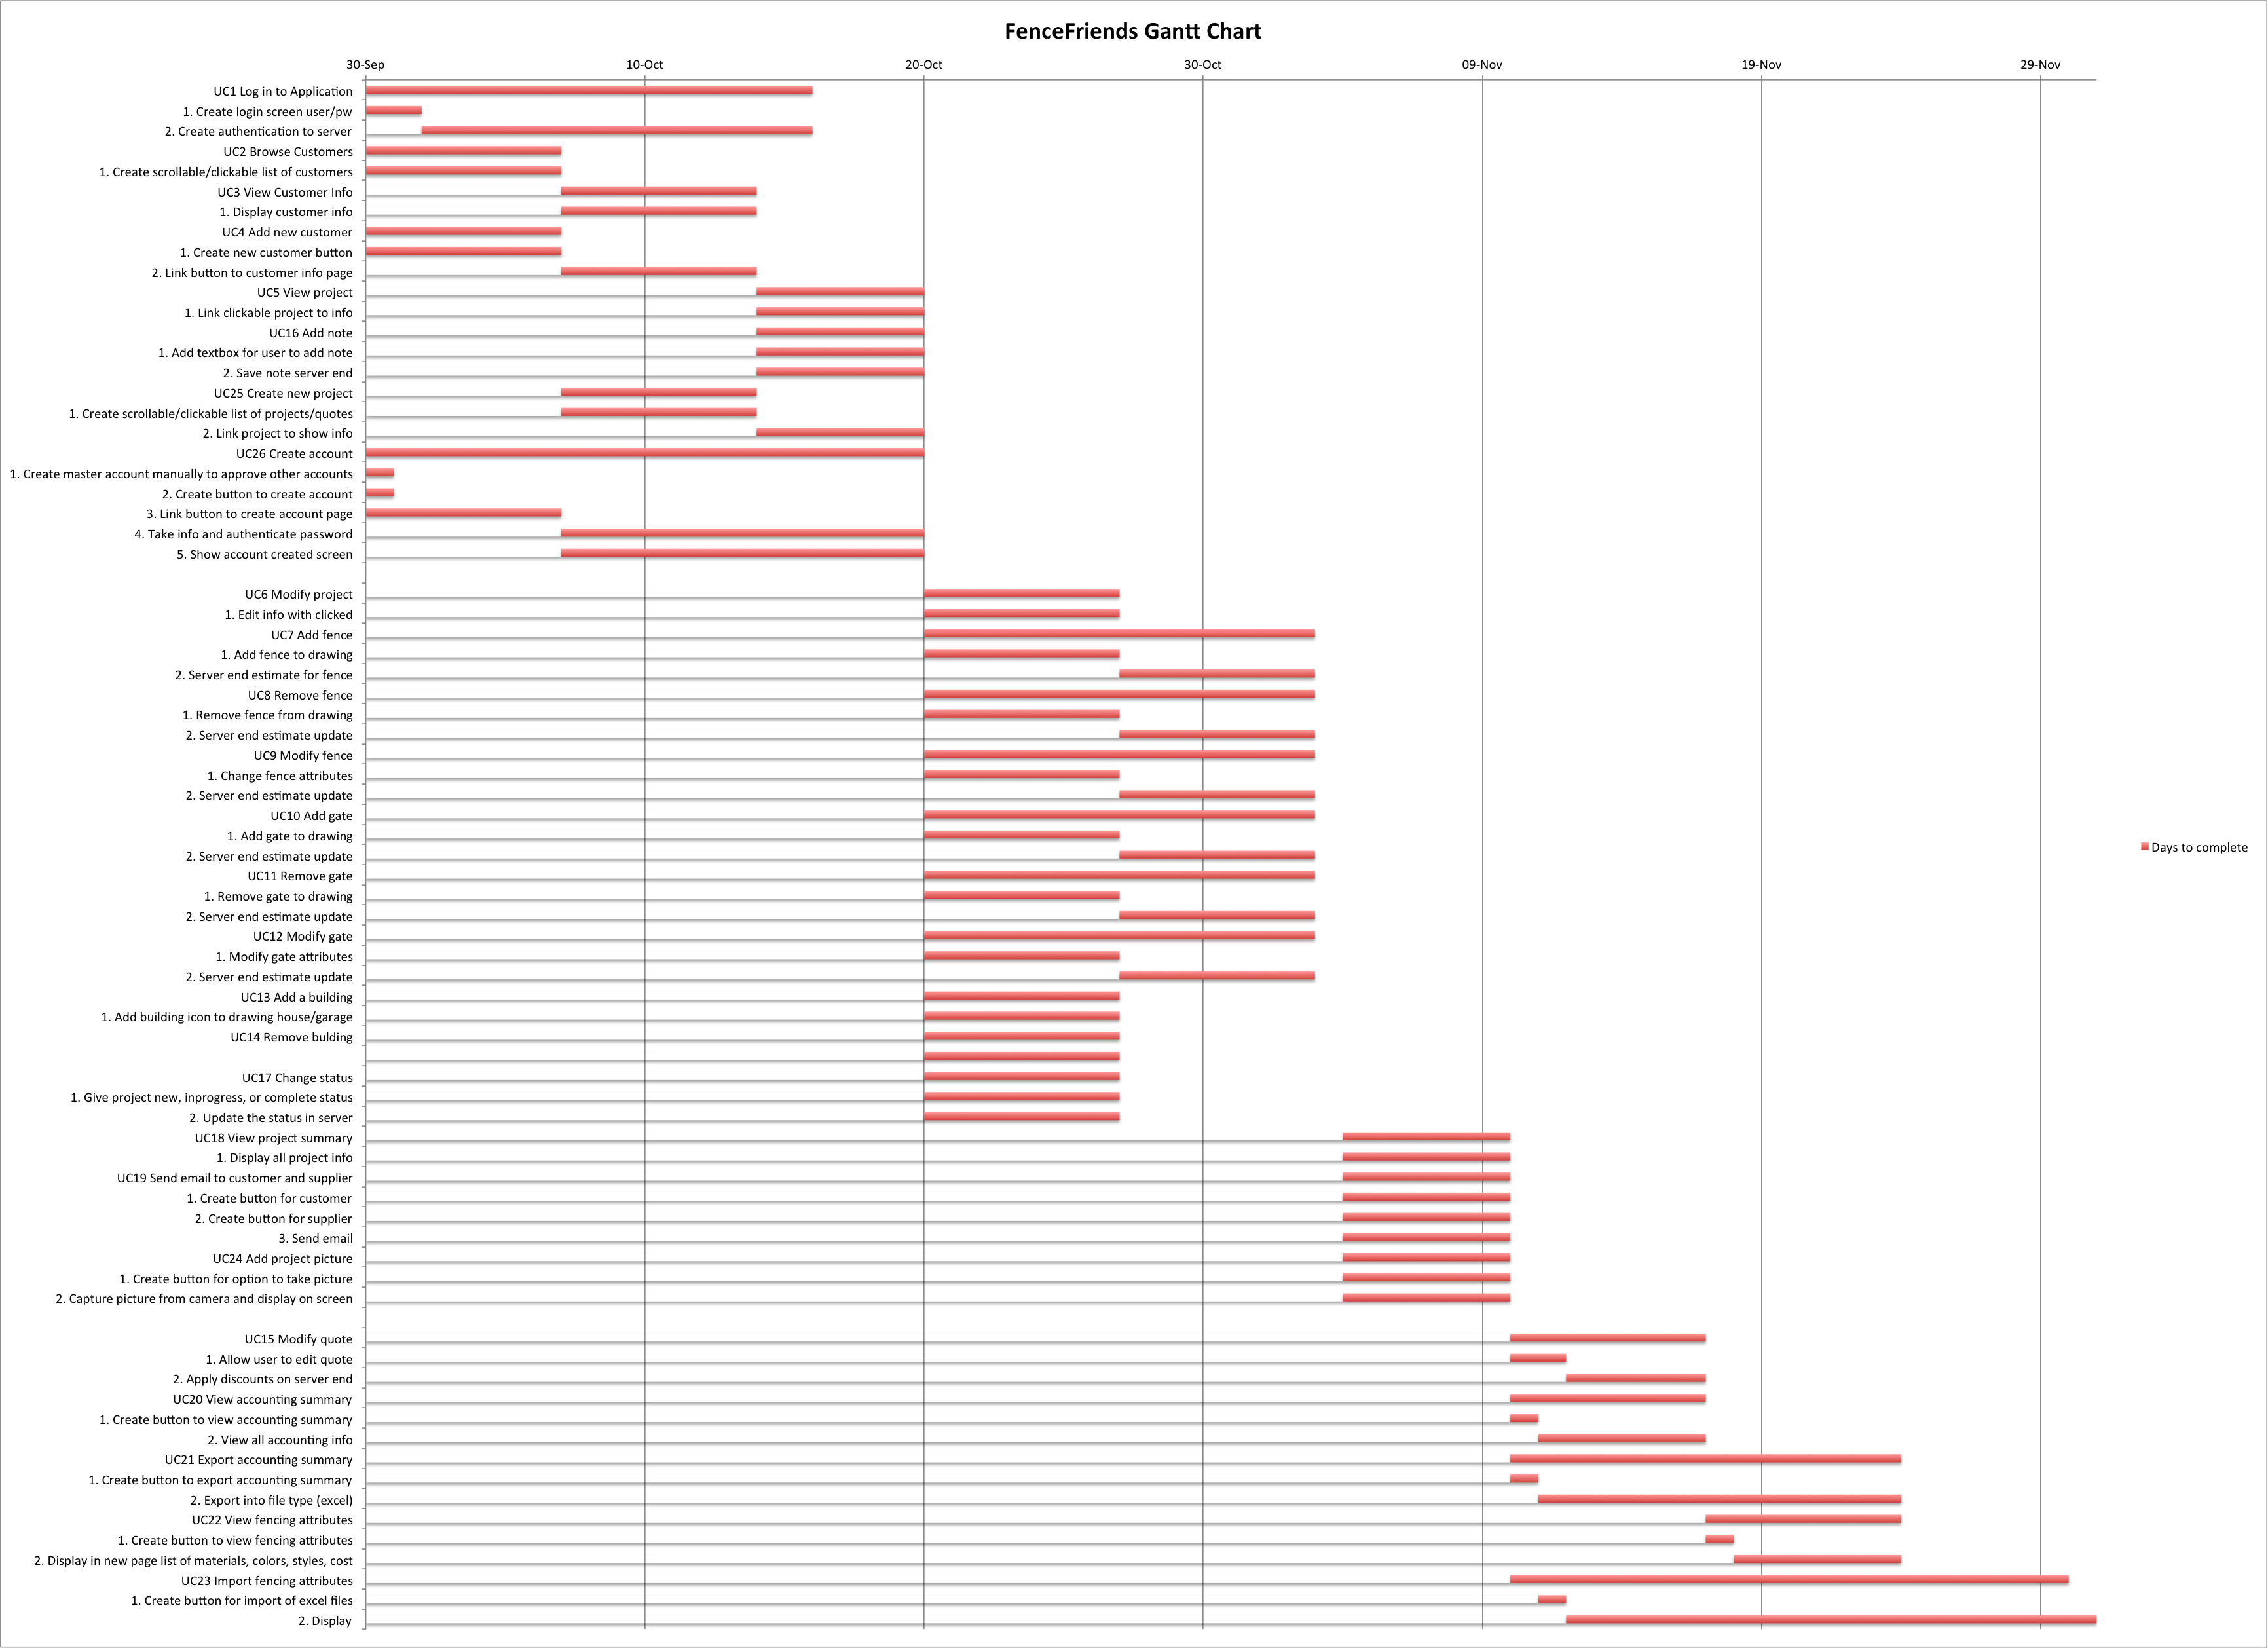 FenceFriends Gantt Chart
30-Sep 10-Oct 20-Oct 30-Oct 09-Nov 19-Nov 29-Nov
UC1 Log in to Application
1. Create login screen user/pw
2. Create authentication to server
UC2 Browse Customers
1. Create scrollable/clickable list of customers
UC3 View Customer Info
1. Display customer info
UC4 Add new customer
1. Create new customer button
2. Link button to customer info page
UC5 View project
1. Link clickable project to info
UC16 Add note
1. Add textbox for user to add note
2. Save note server end
UC25 Create new project
1. Create scrollable/clickable list of projects/quotes
2. Link project to show info
UC26 Create account
1. Create master account manually to approve other accounts
2. Create button to create account
3. Link button to create account page
4. Take info and authenticate password
5. Show account created screen
UC6 Modify project
1. Edit info with clicked
UC7 Add fence
1. Add fence to drawing
2. Server end estimate for fence
UC8 Remove fence
1. Remove fence from drawing
2. Server end estimate update
UC9 Modify fence
1. Change fence attributes
2. Server end estimate update
UC10 Add gate
1. Add gate to drawing
2. Server end estimate update
UC11 Remove gate
1. Remove gate to drawing
2. Server end estimate update
UC12 Modify gate
1. Modify gate attributes
2. Server end estimate update
UC13 Add a building
1. Add building icon to drawing house/garage
UC14 Remove bulding
UC17 Change status
1. Give project new, inprogress, or complete status
2. Update the status in server
UC18 View project summary
1. Display all project info
UC19 Send email to customer and supplier
1. Create button for customer
2. Create button for supplier
3. Send email
UC24 Add project picture
1. Create button for option to take picture
2. Capture picture from camera and display on screen
UC15 Modify quote
1. Allow user to edit quote
2. Apply discounts on server end
UC20 View accounting summary
1. Create button to view accounting summary
2. View all accounting info
UC21 Export accounting summary
1. Create button to export accounting summary
2. Export into file type (excel)
UC22 View fencing attributes
1. Create button to view fencing attributes
2. Display in new page list of materials, colors, styles, cost
UC23 Import fencing attributes
1. Create button for import of excel files
2. Display
Days to complete